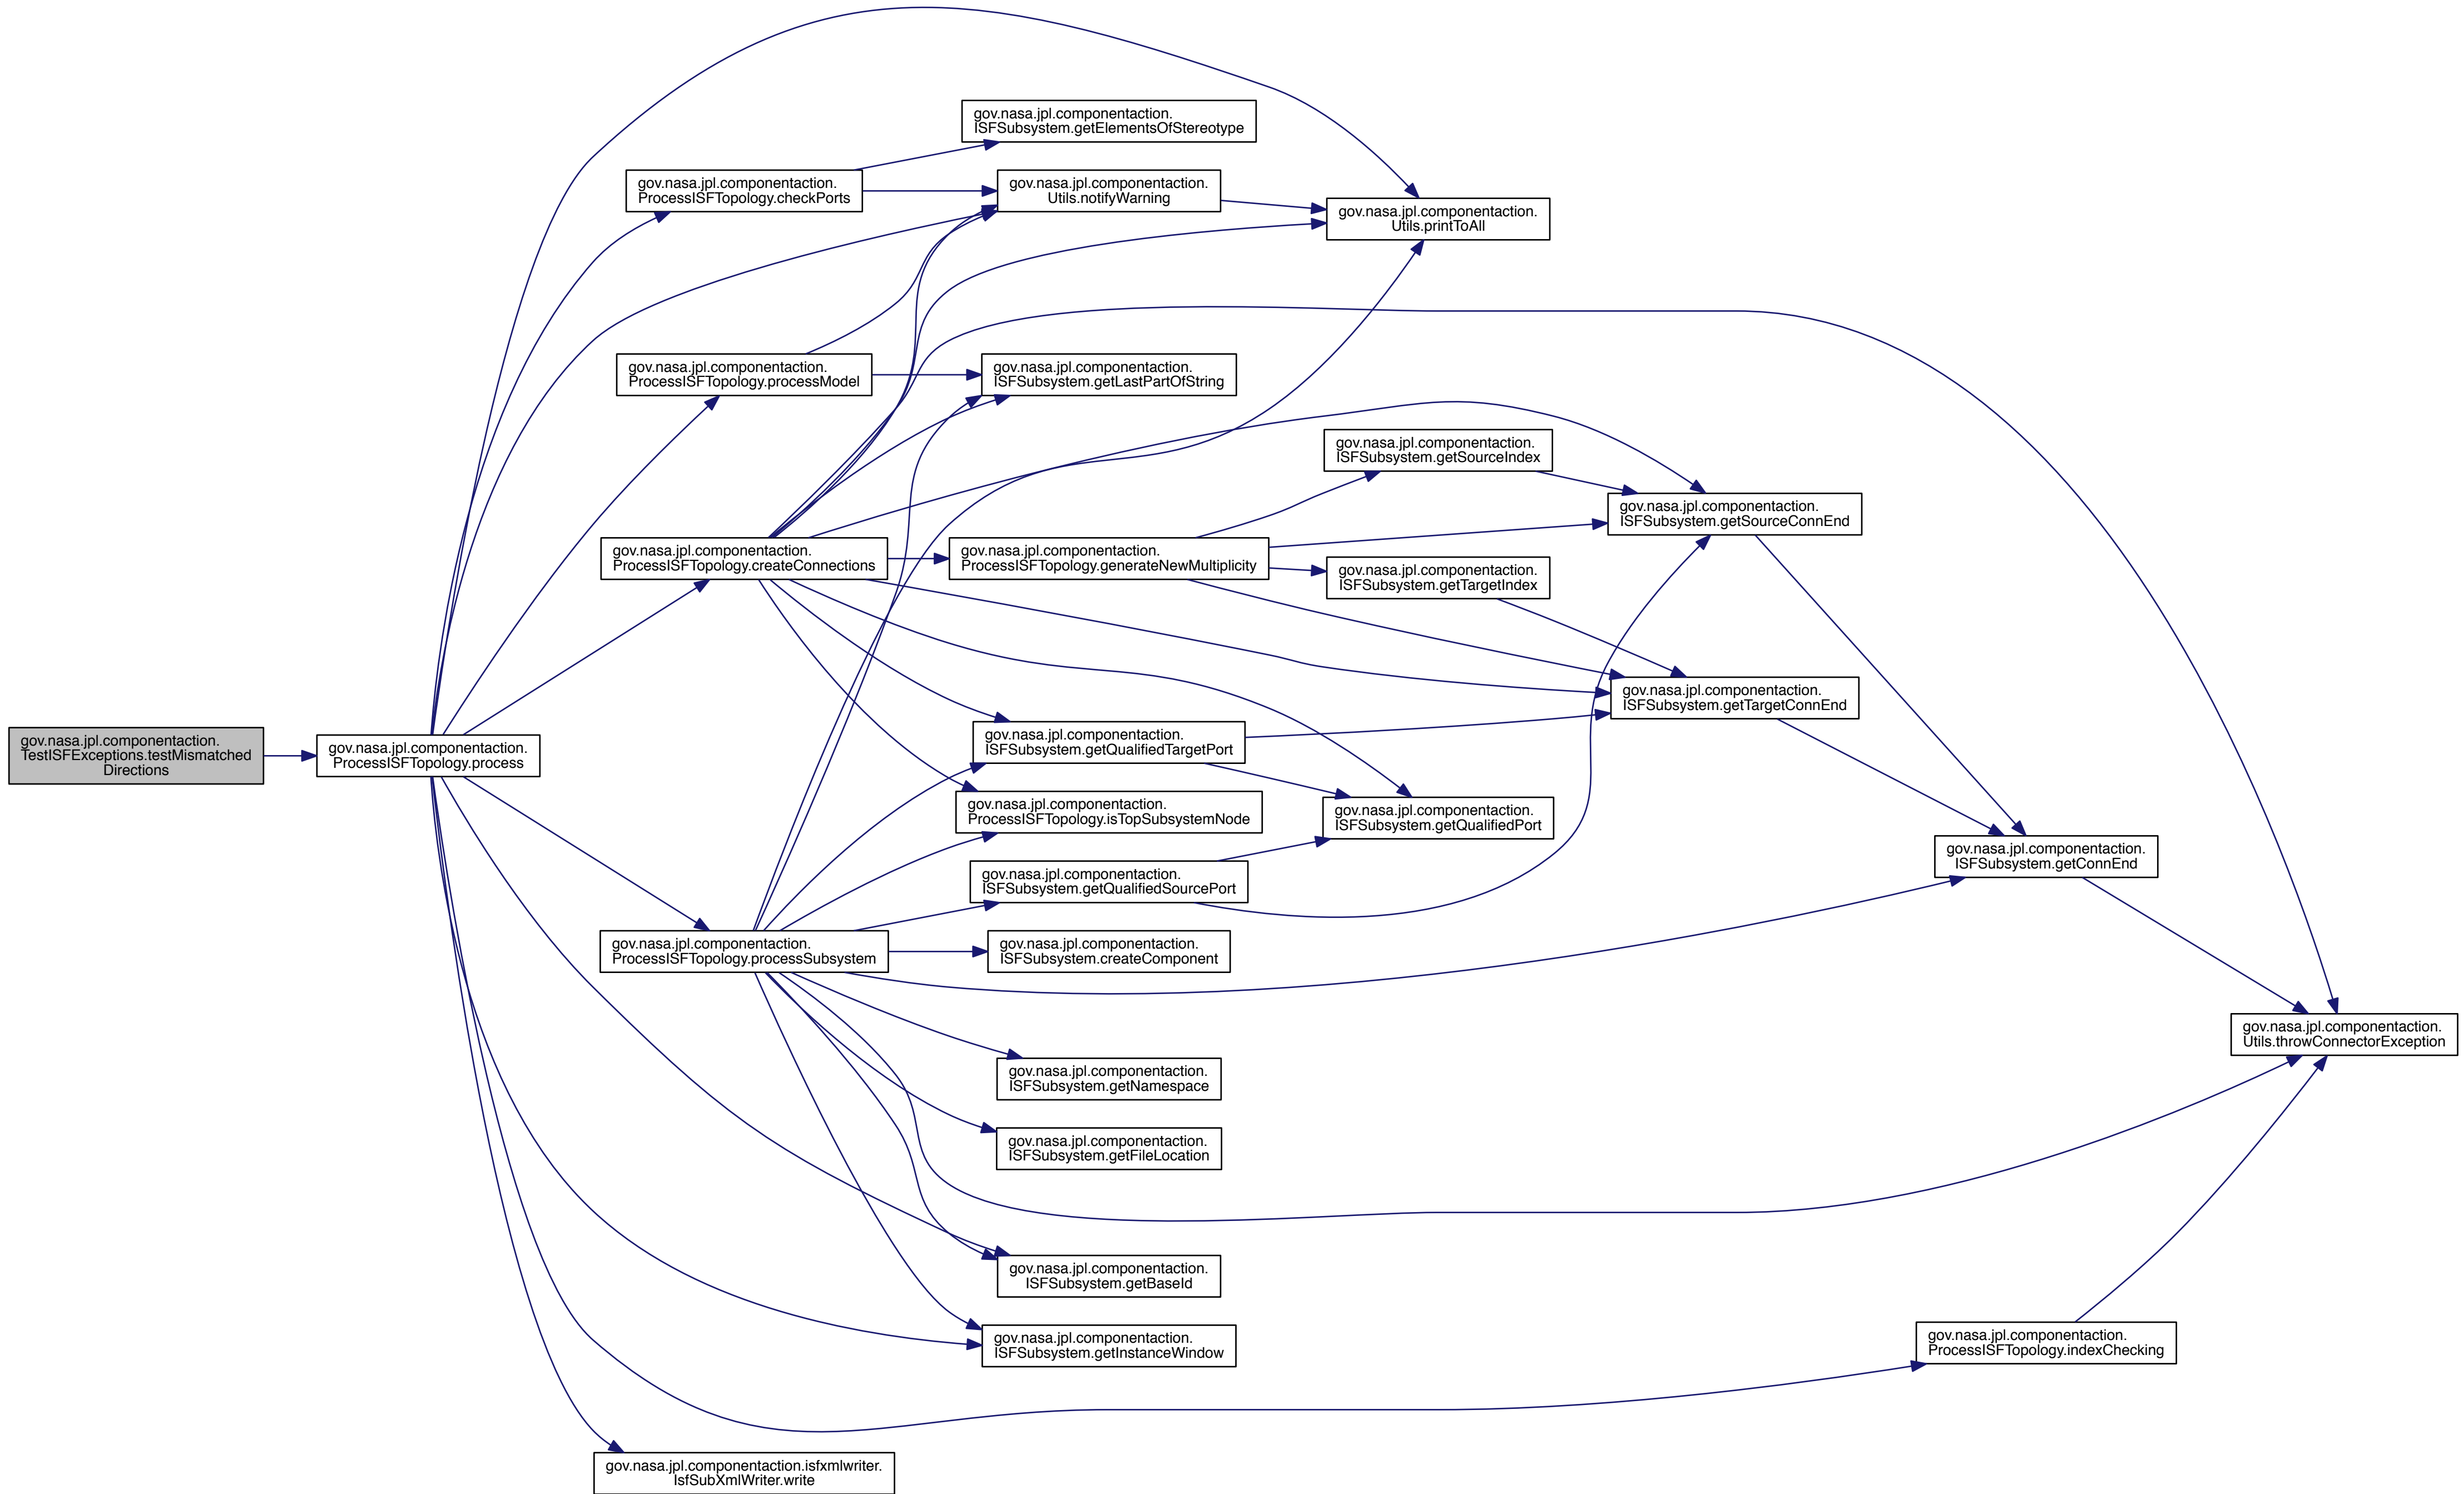 gov.nasa.jpl.componentaction.
TestISFExceptions.testMismatched
Directions
gov.nasa.jpl.componentaction.
ProcessISFTopology.process
gov.nasa.jpl.componentaction.
ProcessISFTopology.checkPorts
gov.nasa.jpl.componentaction.
ProcessISFTopology.processModel
gov.nasa.jpl.componentaction.
ProcessISFTopology.createConnections
gov.nasa.jpl.componentaction.
ProcessISFTopology.processSubsystem
gov.nasa.jpl.componentaction.isfxmlwriter.
IsfSubXmlWriter.write
gov.nasa.jpl.componentaction.
ISFSubsystem.getElementsOfStereotype
gov.nasa.jpl.componentaction.
Utils.notifyWarning
gov.nasa.jpl.componentaction.
ISFSubsystem.getLastPartOfString
gov.nasa.jpl.componentaction.
ProcessISFTopology.generateNewMultiplicity
gov.nasa.jpl.componentaction.
ISFSubsystem.getQualifiedTargetPort
gov.nasa.jpl.componentaction.
ProcessISFTopology.isTopSubsystemNode
gov.nasa.jpl.componentaction.
ISFSubsystem.getQualifiedSourcePort
gov.nasa.jpl.componentaction.
ISFSubsystem.createComponent
gov.nasa.jpl.componentaction.
ISFSubsystem.getNamespace
gov.nasa.jpl.componentaction.
ISFSubsystem.getFileLocation
gov.nasa.jpl.componentaction.
ISFSubsystem.getBaseId
gov.nasa.jpl.componentaction.
ISFSubsystem.getInstanceWindow
gov.nasa.jpl.componentaction.
Utils.printToAll
gov.nasa.jpl.componentaction.
ISFSubsystem.getSourceIndex
gov.nasa.jpl.componentaction.
ISFSubsystem.getTargetIndex
gov.nasa.jpl.componentaction.
ISFSubsystem.getQualifiedPort
gov.nasa.jpl.componentaction.
ISFSubsystem.getSourceConnEnd
gov.nasa.jpl.componentaction.
ISFSubsystem.getTargetConnEnd
gov.nasa.jpl.componentaction.
ISFSubsystem.getConnEnd
gov.nasa.jpl.componentaction.
ProcessISFTopology.indexChecking
gov.nasa.jpl.componentaction.
Utils.throwConnectorException